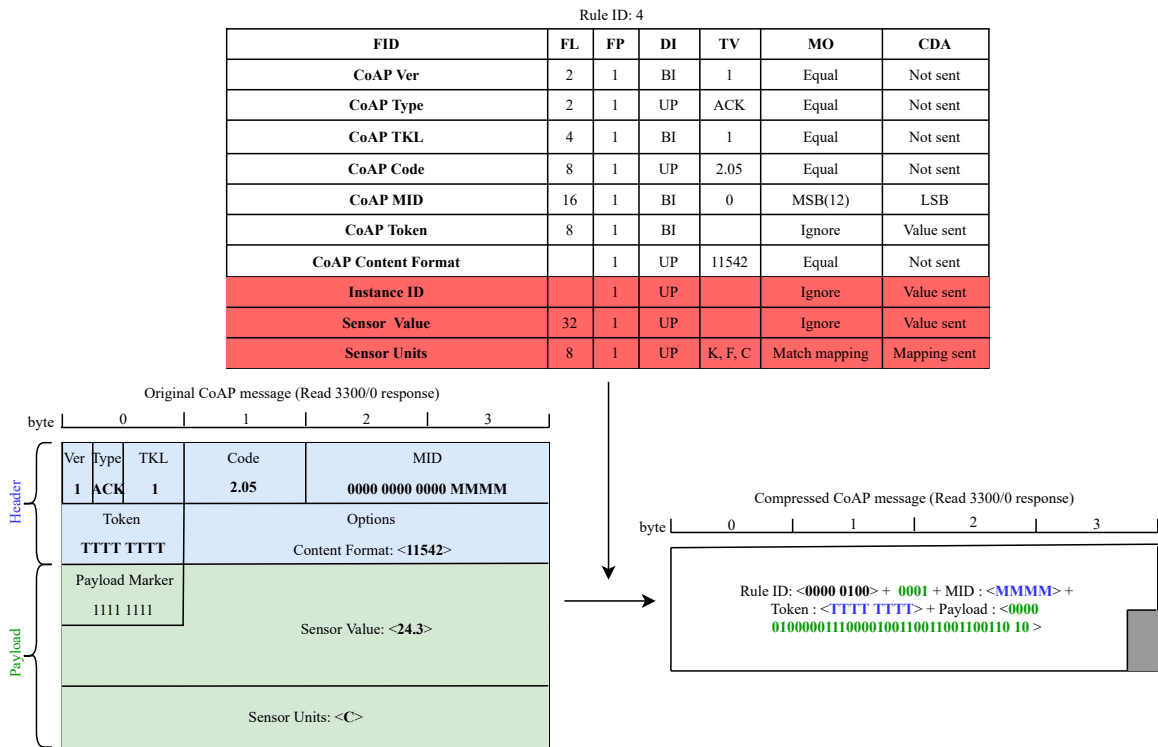 Rule ID: 4
FID FL FP DI TV MO CDA
CoAP Ver 2 1 BI 1 Equal Not sent
CoAP Type 2 1 UP ACK Equal Not sent
CoAP TKL 4 1 BI 1 Equal Not sent
CoAP Code 8 1 UP 2.05 Equal Not sent
CoAP MID 16 1 BI 0 MSB(12) LSB
CoAP Token 8 1 BI Ignore Value sent
CoAP Content Format 1 UP 11542 Equal Not sent
Instance ID 1 UP Ignore Value sent
Sensor Value 32 1 UP Ignore Value sent
Sensor Units 8 1 UP K, F, C Match mapping Mapping sent
Original CoAP message (Read 3300/0 response)
byte 0 1 2 3
Header
Ver Type TKL Code MID
1 ACK 1 2.05 0000 0000 0000 MMMM
Token Options
TTTT TTTT Content Format: <11542>
Payload
Payload Marker
1111 1111
Sensor Value: <24.3>
Sensor Units: <C>
Compressed CoAP message (Read 3300/0 response)
byte 0 1 2 3
Rule ID: <0000 0100> + 0001 + MID : <MMMM> +
Token : <TTTT TTTT> + Payload : <0000
01000001110000100110011001100110 10 >